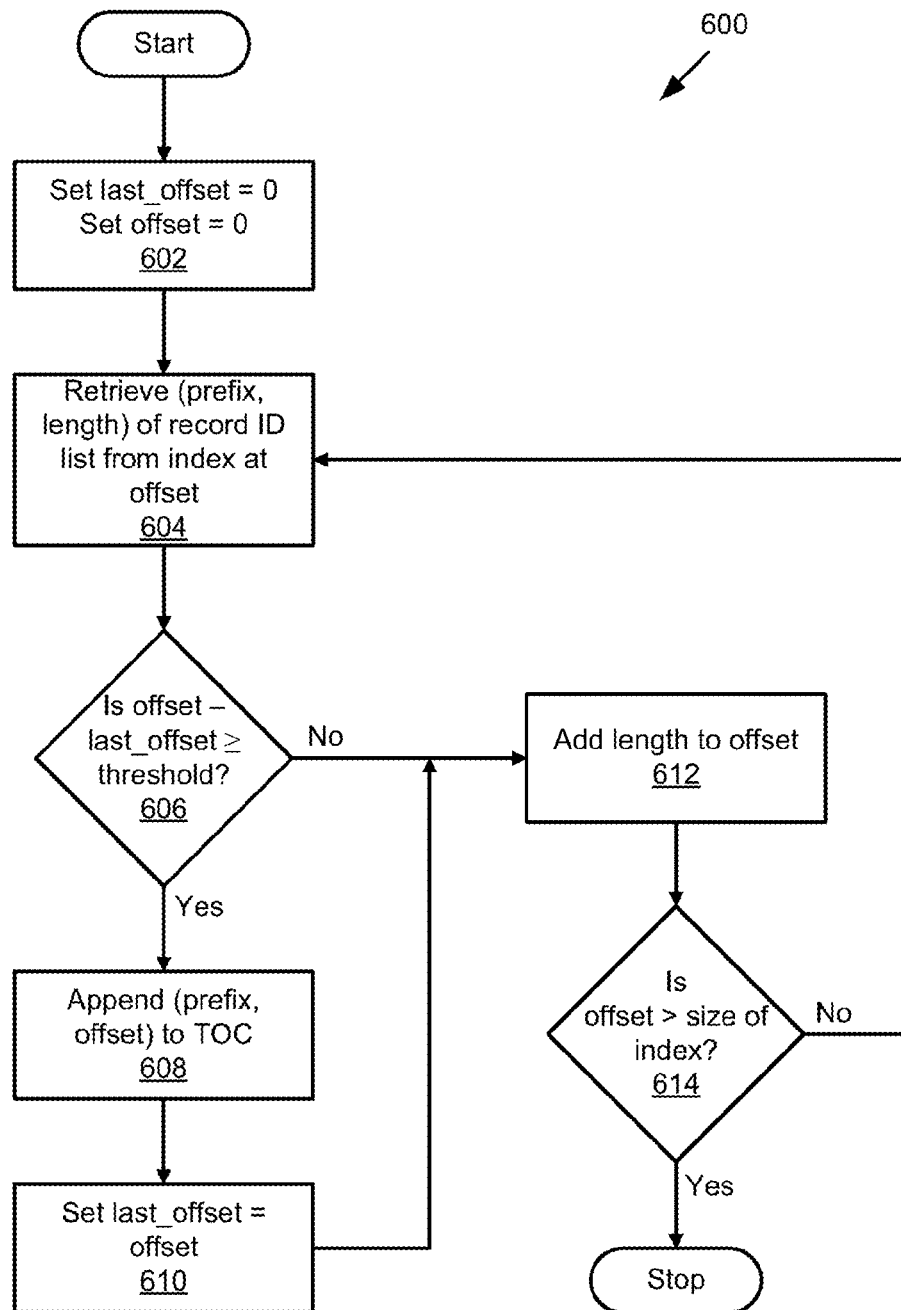 Start
600
Set last_offset = 0
Set offset = 0
602
Retrieve (prefix,
length) of record ID
list from index at
offset
604
Is offset –
last_offset ≥
threshold?
606
No
Yes
Append (prefix,
offset) to TOC
608
Set last_offset =
offset
610
Add length to offset
612
Is
offset > size of
index?
614
No
Yes
Stop